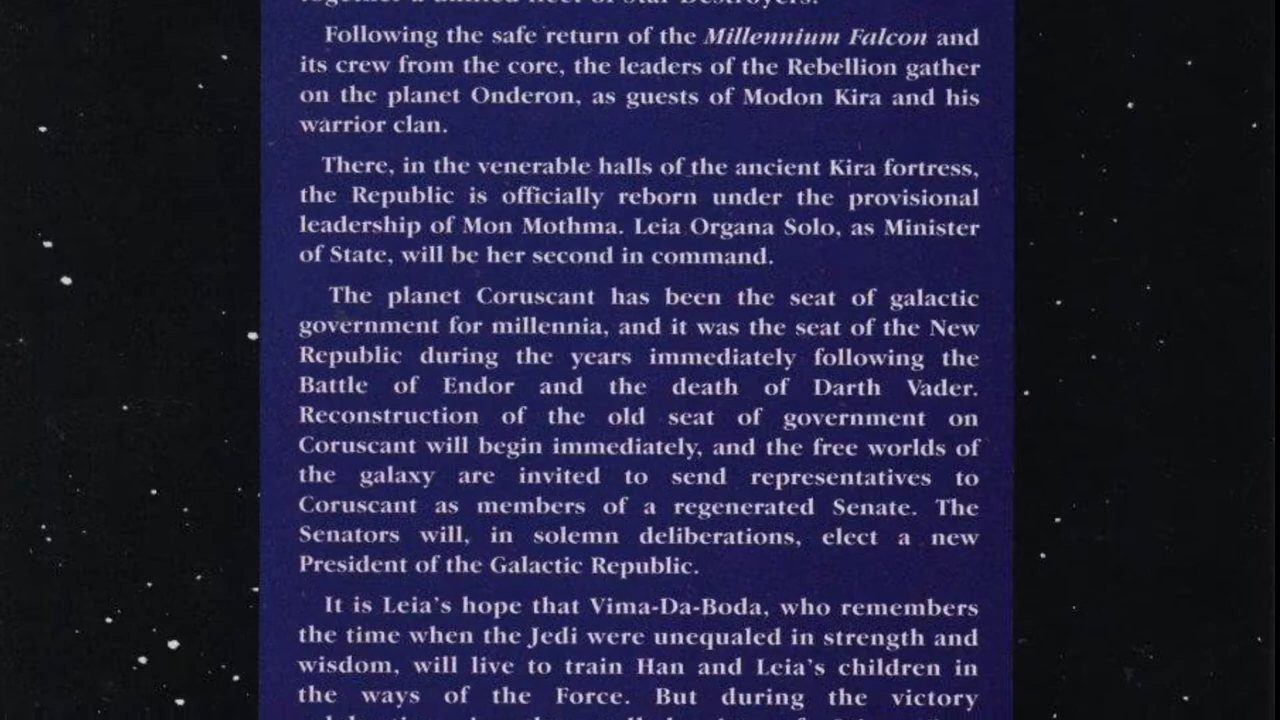 together a unified fleet of Star Destroyers.
Following the safe return of the Millennium Falcon and
its crew from the core, the leaders of the Rebellion gather
on the planet Onderon, as guests of Modon Kira and his
warrior clan.
There, in the venerable halls of the ancient Kira fortress,
the Republic is officially reborn under the provisional
leadership of Mon Mothma. Leia Organa Solo, as Minister
of State, will be her second in command.
The planet Coruscant has been the seat of galactic
government for millennia, and it was the seat of the New
Republic during the years immediately following the
Battle of Endor and the death of Darth Vader.
Reconstruction of the old seat of government on
Coruscant will begin immediately, and the free worlds of
the galaxy are invited to send representatives to
Coruscant as members of a regenerated Senate. The
Senators will, in solemn deliberations, elect a new
President of the Galactic Republic.
It is Leia's hope that Vima-Da-Boda, who remembers
the time when the Jedi were unequaled in strength and
wisdom, will live to train Han and Leia's children in
the ways of the Force. But during the victory